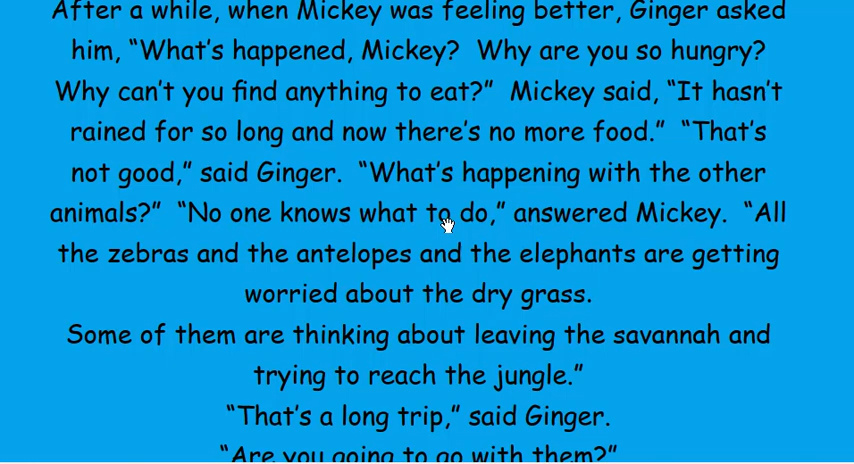 After a while, when Mickey was feeling better, Ginger asked
him, “What’s happened, Mickey?  Why are you so hungry?
Why can’t you find anything to eat?”  Mickey said, “It hasn’t
rained for so long and now there’s no more food.”  “That’s
not good,” said Ginger.  “What’s happening with the other
animals?”  “No one knows what to do,” answered Mickey.  “All
the zebras and the antelopes and the elephants are getting
worried about the dry grass.
Some of them are thinking about leaving the savannah and
trying to reach the jungle.”
“That’s a long trip,” said Ginger.
“Are you going to go with them?”